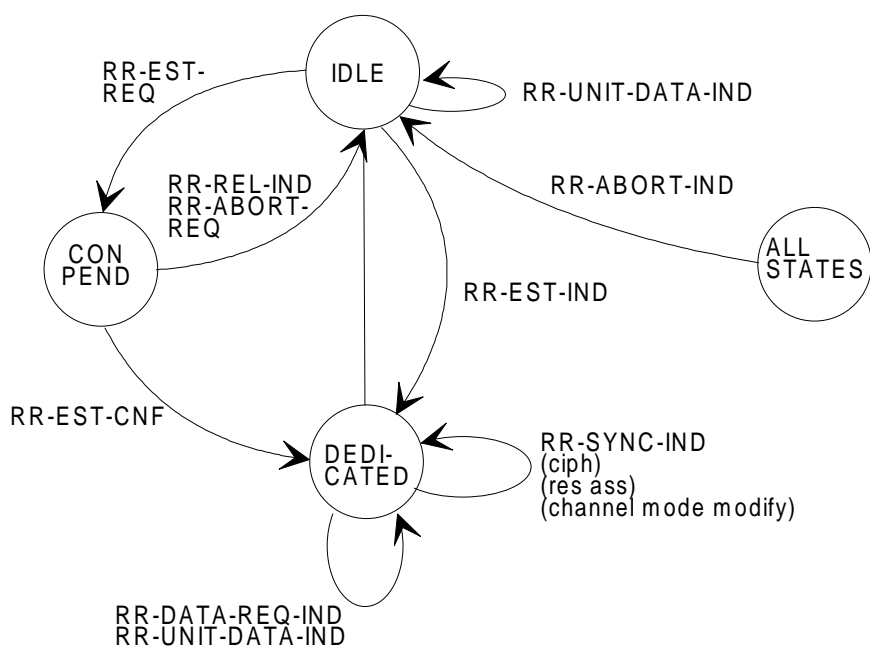 IDLE
RR-EST-
REQ
RR-UNIT-DATA-IND
RR-REL-IND
RR-ABORT-
REQ
RR-ABORT-IND
CON
PEND
ALL
STATES
RR-EST-IND
RR-EST-CNF
DEDI-
CATED
RR-SYNC-IND
(ciph)
(res ass)
(channel mode modify)
RR-DATA-REQ-IND
RR-UNIT-DATA-IND